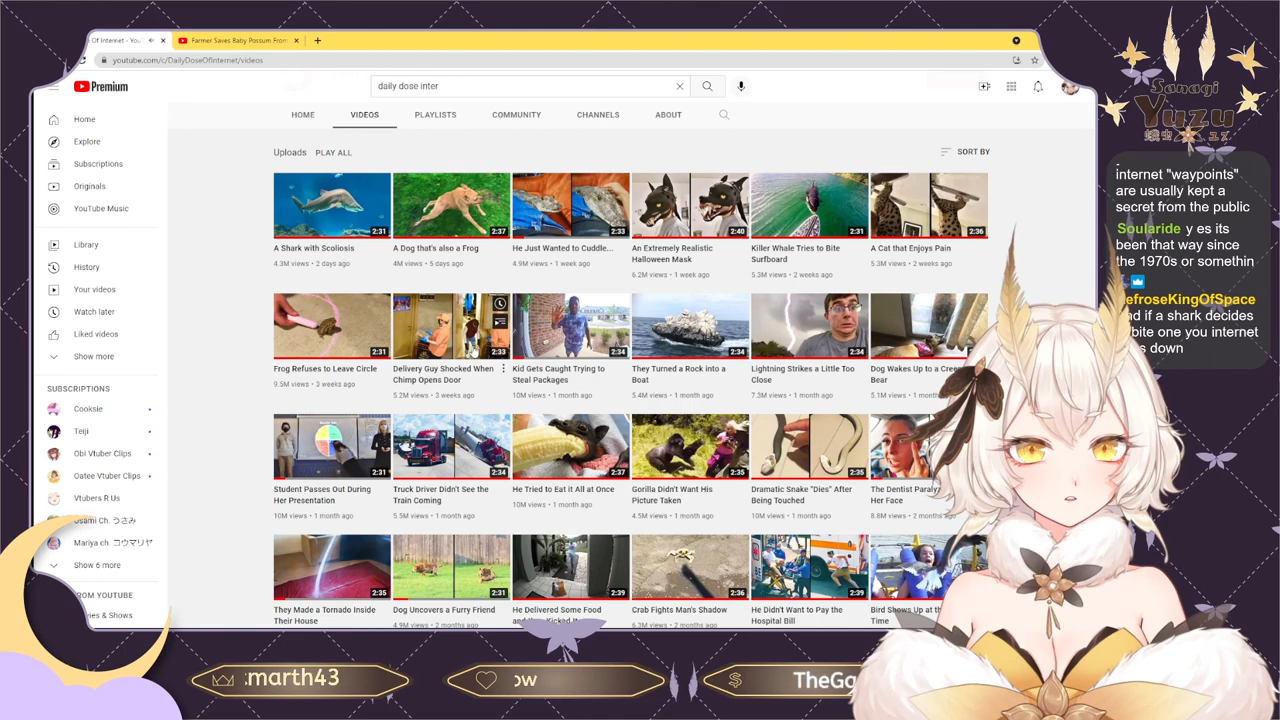 Of Internet - You
Farmer Saves Baby Possum From
youtube.com/c/DailyDoseOfInternet/videos
Premium
daily dose inter
HOME VIDEOS PLAYLISTS COMMUNITY CHANNELS ABOUT
Home
Explore
Subscriptions
Originals
YouTube Music
Library
History
Your videos
Watch later
Liked videos
Show more
SUBSCRIPTIONS
Cooksie
Teiji
Obi Vtuber Clips
Oatee Vtuber Clips
Vtubers R Us
Osami Ch. うさみ
Mariya ch. コウマリヤ
Show 6 more
FROM YOUTUBE
& Shows
Uploads PLAY ALL SORT BY
2:31 2:37 2:33 2:40 2:31 2:36
A Shark with Scoliosis
4.3M views • 2 days ago
A Dog that's also a Frog
4M views • 5 days ago
He Just Wanted to Cuddle...
4.9M views • 1 week ago
An Extremely Realistic
Halloween Mask
6.2M views • 1 week ago
Killer Whale Tries to Bite
Surfboard
5.3M views • 2 weeks ago
A Cat that Enjoys Pain
5.3M views • 2 weeks ago
2:31 2:33 2:34 2:34 2:34
Frog Refuses to Leave Circle
9.5M views • 3 weeks ago
Delivery Guy Shocked When
Chimp Opens Door
5.2M views • 3 weeks ago
Kid Gets Caught Trying to
Steal Packages
10M views • 1 month ago
They Turned a Rock into a
Boat
5.4M views • 1 month ago
Lightning Strikes a Little Too
Close
7.3M views • 1 month ago
Dog Wakes Up to a
Bear
5.1M views • 1 month
2:31 2:34 2:37 2:35 2:35
Student Passes Out During
Her Presentation
10M views • 1 month ago
Truck Driver Didn't See the
Train Coming
5.5M views • 1 month ago
He Tried to Eat it All at Once
10M views • 1 month ago
Gorilla Didn't Want His
Picture Taken
4.5M views • 1 month ago
Dramatic Snake "Dies" After
Being Touched
10M views • 1 month ago
The Dentist
Her Face
8.8M views • 2
2:35 2:31 2:39 2:36 2:39
They Made a Tornado Inside
Their House
Dog Uncovers a Furry Friend
4.9M views • 2 months ago
He Delivered Some Food
Crab Fights Man's Shadow
6.3M views • 2 months ago
He Didn't Want to Pay the
Hospital Bill
Bird Shows Up at
Time
Sanagi
Yuzu
蛾虫 ユズ
internet "waypoints"
are usually kept a
secret from the public
Soularide y es its
been that way since
the 1970s or somethin
efroseKingOfSpace
nd if a shark decides
bite one you internet
down
marth43
ow
TheGo